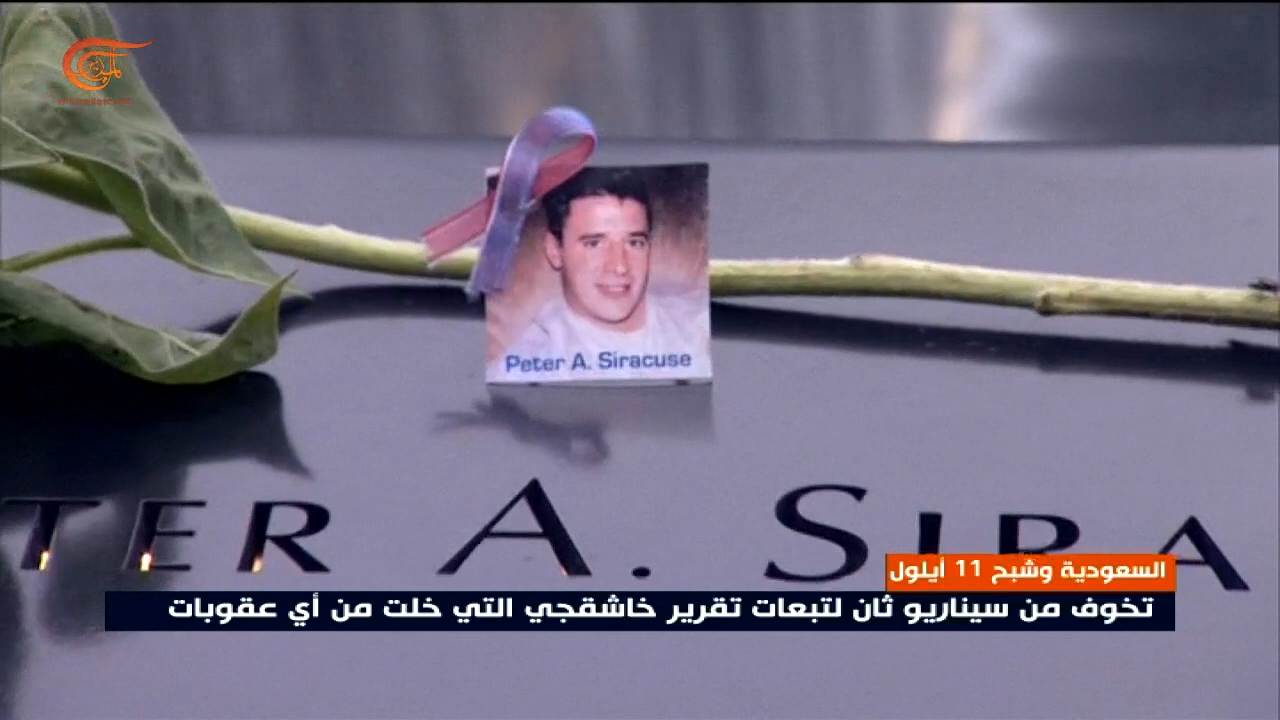 الميادين
Peter A. Siracuse
TER A. SIRA
السعودية وشبح 11 أيلول
تخوف من سيناريو ثان لتبعات تقرير خاشقجي التي خلت من أي عقوبات